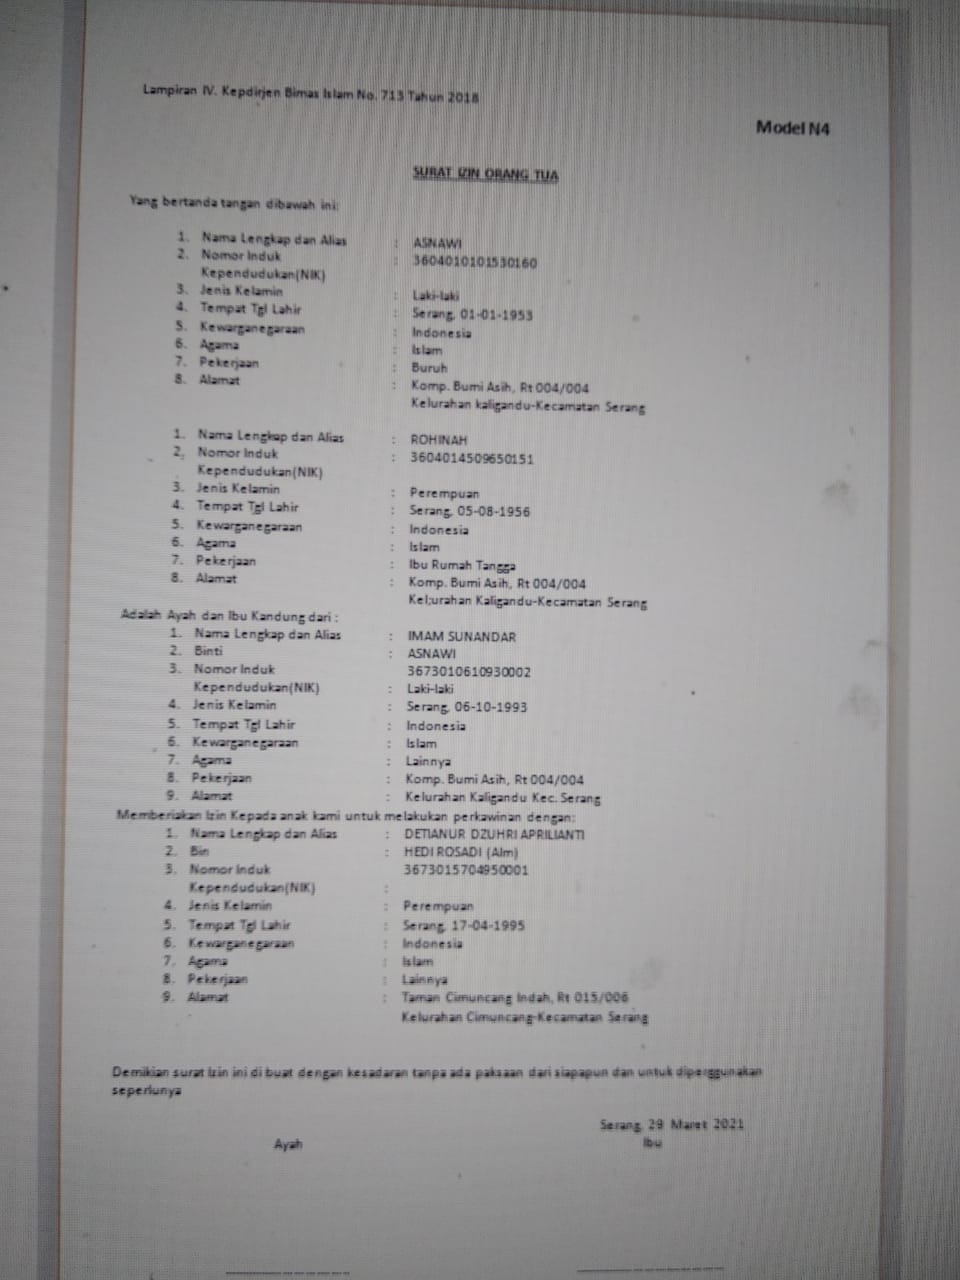 Lampiran IV. Kepdirjen Bimas Islam No. 713 Tahun 2018
Model N4
SURAT IZIN ORANG TUA
Yang bertanda tangan dibawah ini:
1. Nama Lengkap dan Alias : ASNAWI
2. Nomor Induk : 3604010101530160
Kependudukan(NIK)
3. Jenis Kelamin : Laki-laki
4. Tempat Tgl Lahir : Serang, 01-01-1953
5. Kewarganegaraan : Indonesia
6. Agama : Islam
7. Pekerjaan : Buruh
8. Alamat : Komp. Bumi Asih, Rt 004/004
Kelurahan kaligandu-Kecamatan Serang
1. Nama Lengkap dan Alias : ROHINAH
2. Nomor Induk : 3604014509650151
Kependudukan(NIK)
3. Jenis Kelamin : Perempuan
4. Tempat Tgl Lahir : Serang, 05-08-1956
5. Kewarganegaraan : Indonesia
6. Agama : Islam
7. Pekerjaan : Ibu Rumah Tangga
8. Alamat : Komp. Bumi Asih, Rt 004/004
Kel;urahan Kaligandu-Kecamatan Serang
Adalah Ayah dan Ibu Kandung dari :
1. Nama Lengkap dan Alias : IMAM SUNANDAR
2. Binti : ASNAWI
3. Nomor Induk 3673010610930002
Kependudukan(NIK) : Laki-laki
4. Jenis Kelamin : Serang, 06-10-1993
5. Tempat Tgl Lahir : Indonesia
6. Kewarganegaraan : Islam
7. Agama : Lainnya
8. Pekerjaan : Komp. Bumi Asih, Rt 004/004
9. Alamat : Kelurahan Kaligandu Kec. Serang
Memberiakan Izin Kepada anak kami untuk melakukan perkawinan dengan:
1. Nama Lengkap dan Alias : DETIANUR DZUHRI APRILIANTI
2. Bin : HEDI ROSADI (Alm)
3. Nomor Induk 3673015704950001
Kependudukan(NIK) :
4. Jenis Kelamin : Perempuan
5. Tempat Tgl Lahir : Serang, 17-04-1995
6. Kewarganegaraan : Indonesia
7. Agama : Islam
8. Pekerjaan : Lainnya
9. Alamat : Taman Cimuncang Indah, Rt 015/006
Kelurahan Cimuncang-Kecamatan Serang
Demikian surat Izin ini di buat dengan kesadaran tanpa ada paksaan dari siapapun dan untuk diperggunakan
seperlunya
Serang, 29 Maret 2021
Ayah Ibu